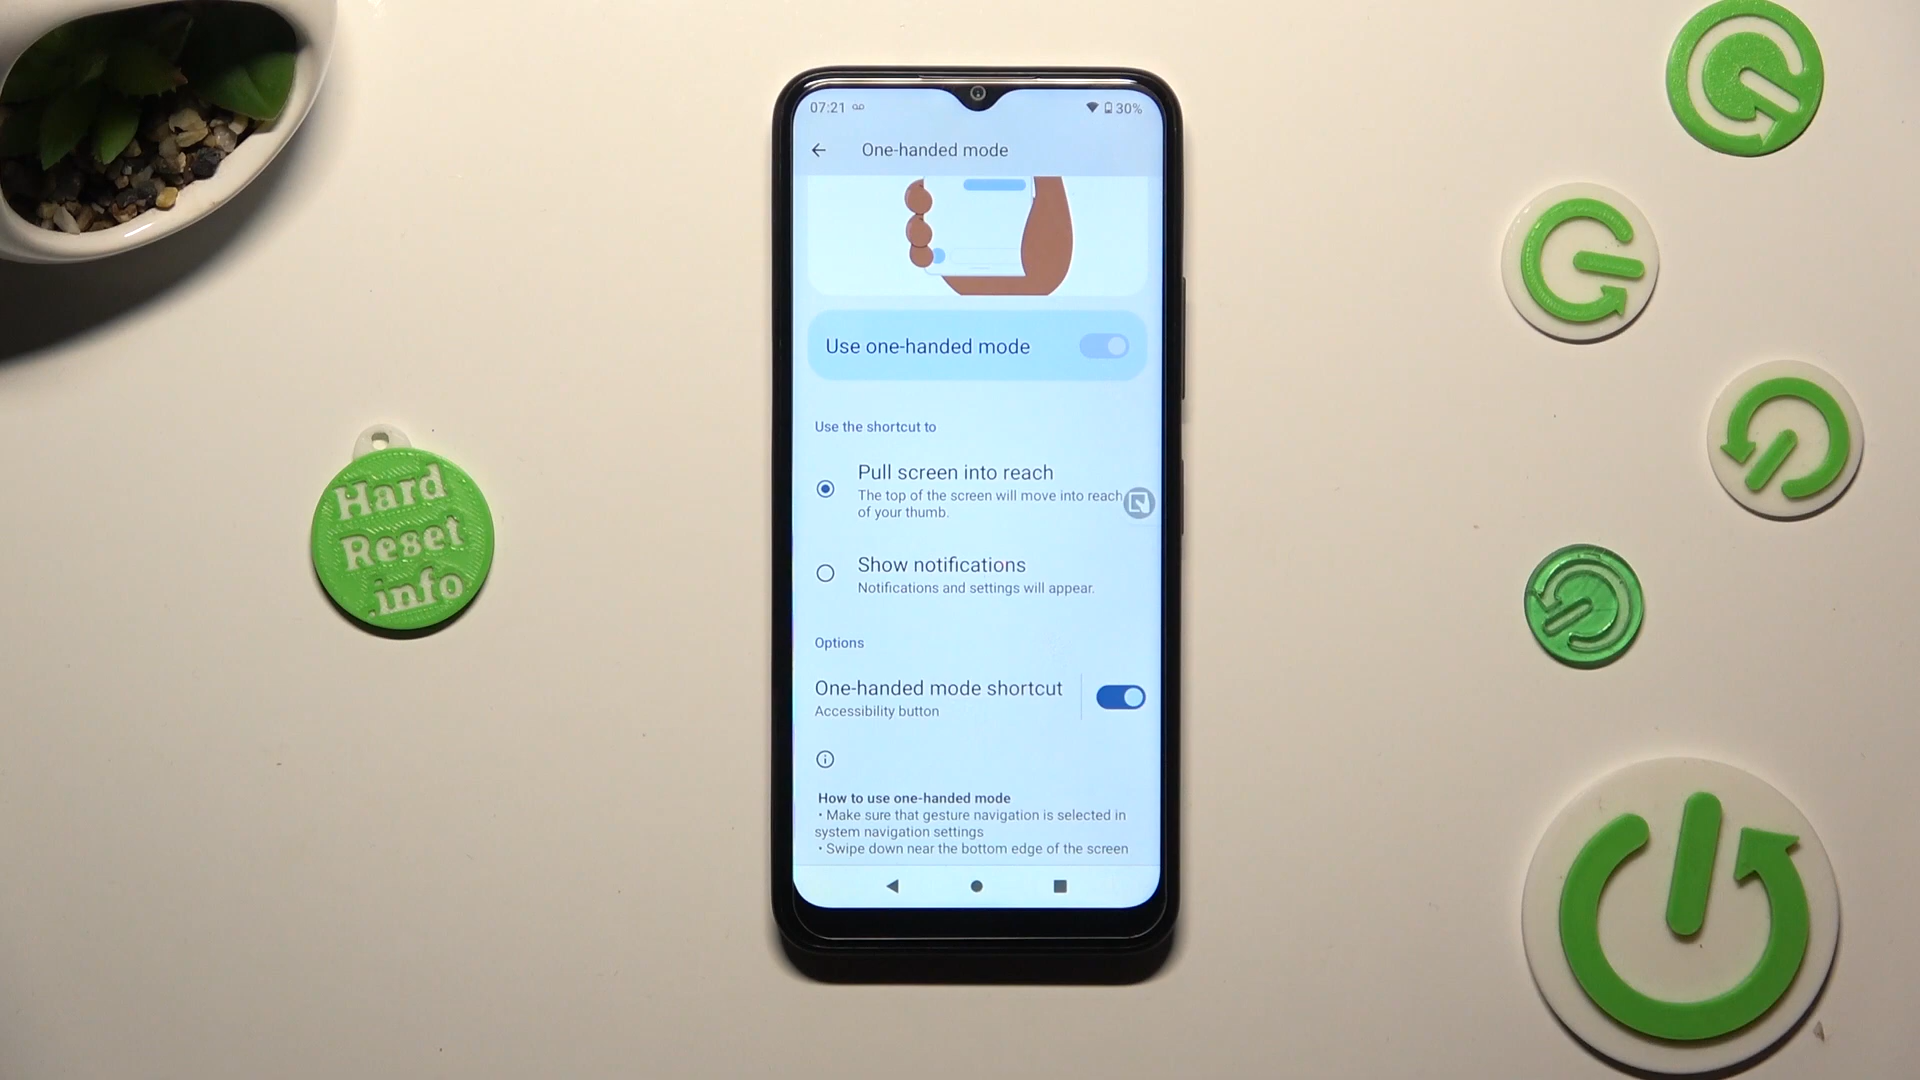 07:21
30%
One-handed mode
Use one-handed mode
Use the shortcut to
Pull screen into reach
The top of the screen will move into reach
of your thumb.
Show notifications
Notifications and settings will appear.
Options
One-handed mode shortcut
Accessibility button
How to use one-handed mode
• Make sure that gesture navigation is selected in
system navigation settings
• Swipe down near the bottom edge of the screen
Hard
Reset
.info